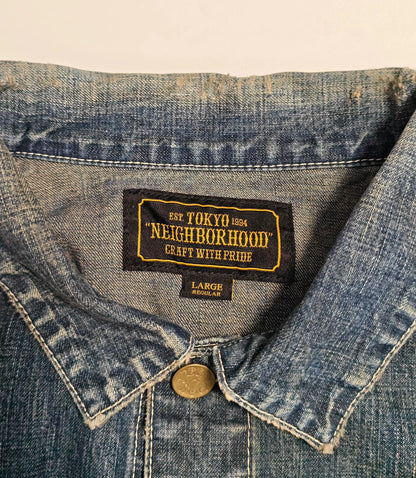 EST. TOKYO 1994
"NEIGHBORHOOD"
CRAFT WITH PRIDE
LARGE
REGULAR